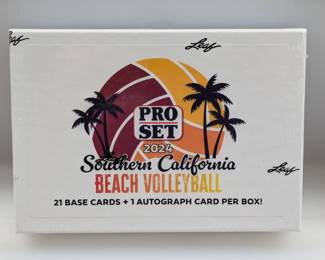 Leaf
PRO
SET
2024
Southern California
BEACH VOLLEYBALL
Leaf
21 BASE CARDS + 1 AUTOGRAPH CARD PER BOX!